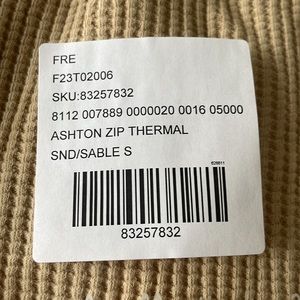 FRE
F23T02006
SKU:83257832
8112 007889 0000020 0016 05000
ASHTON ZIP THERMAL
SND/SABLE S
83257832